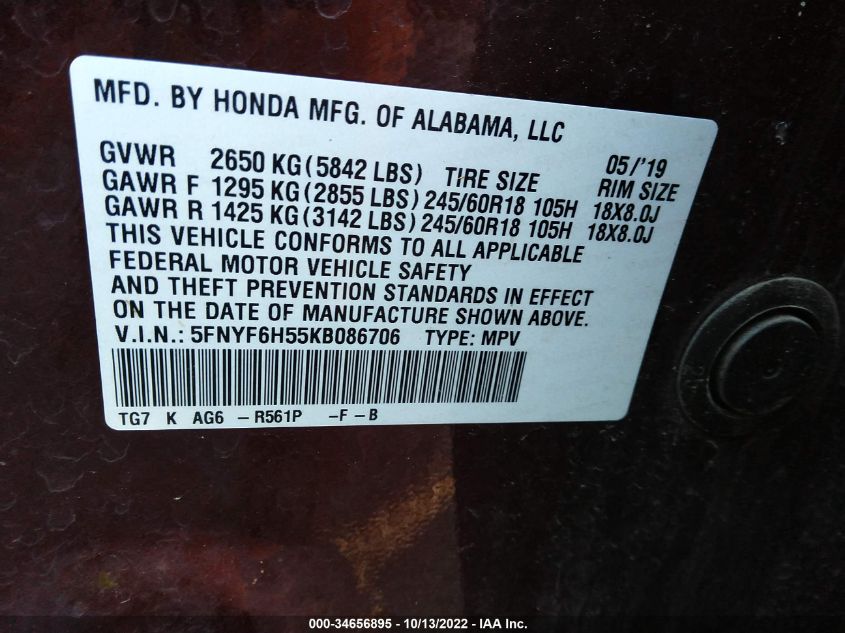 MFD. BY HONDA MFG. OF ALABAMA, LLC
GVWR 2650 KG (5842 LBS) TIRE SIZE 05/'19 RIM SIZE
GAWR F 1295 KG (2855 LBS) 245/60R18 105H 18X8.0J
GAWR R 1425 KG (3142 LBS) 245/60R18 105H 18X8.0J
THIS VEHICLE CONFORMS TO ALL APPLICABLE
FEDERAL MOTOR VEHICLE SAFETY
AND THEFT PREVENTION STANDARDS IN EFFECT
ON THE DATE OF MANUFACTURE SHOWN ABOVE.
V.I.N.: 5FNYF6H55KB086706 TYPE: MPV
TG7 K AG6 -R561P -F-B
000-34656895 - 10/13/2022 - IAA Inc.